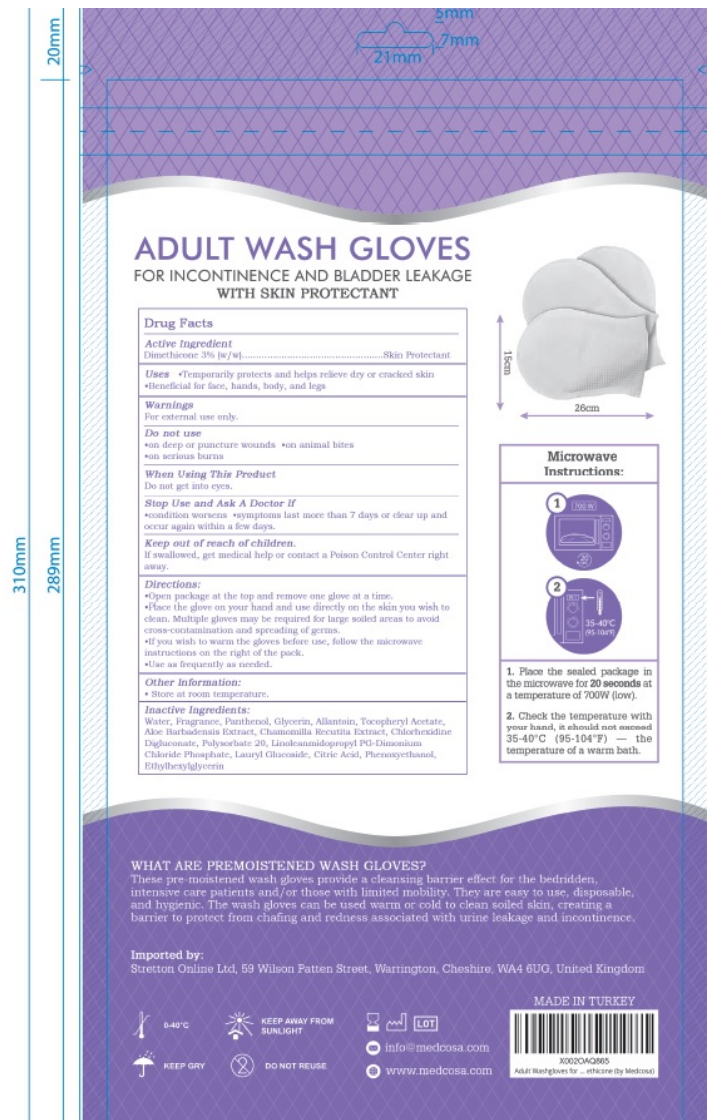 5mm
7mm
21mm
20mm
310mm
289mm
ADULT WASH GLOVES
FOR INCONTINENCE AND BLADDER LEAKAGE
WITH SKIN PROTECTANT
Drug Facts
Active Ingredient
Dimethicone 3% (w/w)..................................................Skin Protectant
Uses •Temporarily protects and helps relieve dry or cracked skin
•Beneficial for face, hands, body, and legs
Warnings
For external use only.
Do not use
•on deep or puncture wounds •on animal bites
•on serious burns
When Using This Product
Do not get into eyes.
Stop Use and Ask A Doctor if
•condition worsens •symptoms last more than 7 days or clear up and
occur again within a few days.
Keep out of reach of children.
If swallowed, get medical help or contact a Poison Control Center right
away.
Directions:
•Open package at the top and remove one glove at a time.
•Place the glove on your hand and use directly on the skin you wish to
clean. Multiple gloves may be required for large soiled areas to avoid
cross-contamination and spreading of germs.
•If you wish to warm the gloves before use, follow the microwave
instructions on the right of the pack.
•Use as frequently as needed.
Other Information:
• Store at room temperature.
Inactive Ingredients:
Water, Fragrance, Panthenol, Glycerin, Allantoin, Tocopheryl Acetate,
Aloe Barbadensis Extract, Chamomilla Recutita Extract, Chlorhexidine
Digluconate, Polysorbate 20, Linoleanmidopropyl PG-Dimonium
Chloride Phosphate, Lauryl Glucoside, Citric Acid, Phenoxyethanol,
Ethylhexylglycerin
15cm
26cm
Microwave
Instructions:
1
700 W
20
2
35-40°C
(95-104°F)
1. Place the sealed package in
the microwave for 20 seconds at
a temperature of 700W (low).
2. Check the temperature with
your hand, it should not exceed
35-40°C (95-104°F) — the
temperature of a warm bath.
WHAT ARE PREMOISTENED WASH GLOVES?
These pre-moistened wash gloves provide a cleansing barrier effect for the bedridden,
intensive care patients and/or those with limited mobility. They are easy to use, disposable,
and hygienic. The wash gloves can be used warm or cold to clean soiled skin, creating a
barrier to protect from chafing and redness associated with urine leakage and incontinence.
Imported by:
Stretton Online Ltd, 59 Wilson Patten Street, Warrington, Cheshire, WA4 6UG, United Kingdom
0-40°C
KEEP AWAY FROM
SUNLIGHT
KEEP GRY
2
DO NOT REUSE
LOT
info@medcosa.com
www.medcosa.com
MADE IN TURKEY
X002OAQ865
Adult Washgloves for ... ethicone (by Medcosa)